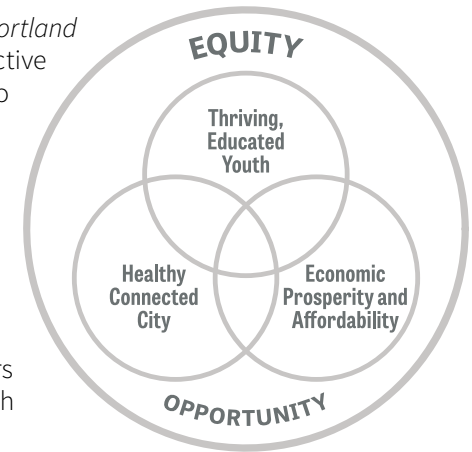 ortland
ctive
EQUITY
Thriving,
Educated
Youth
Healthy
Connected
City
Economic
Prosperity and
Affordability
rs
h
OPPORTUNITY